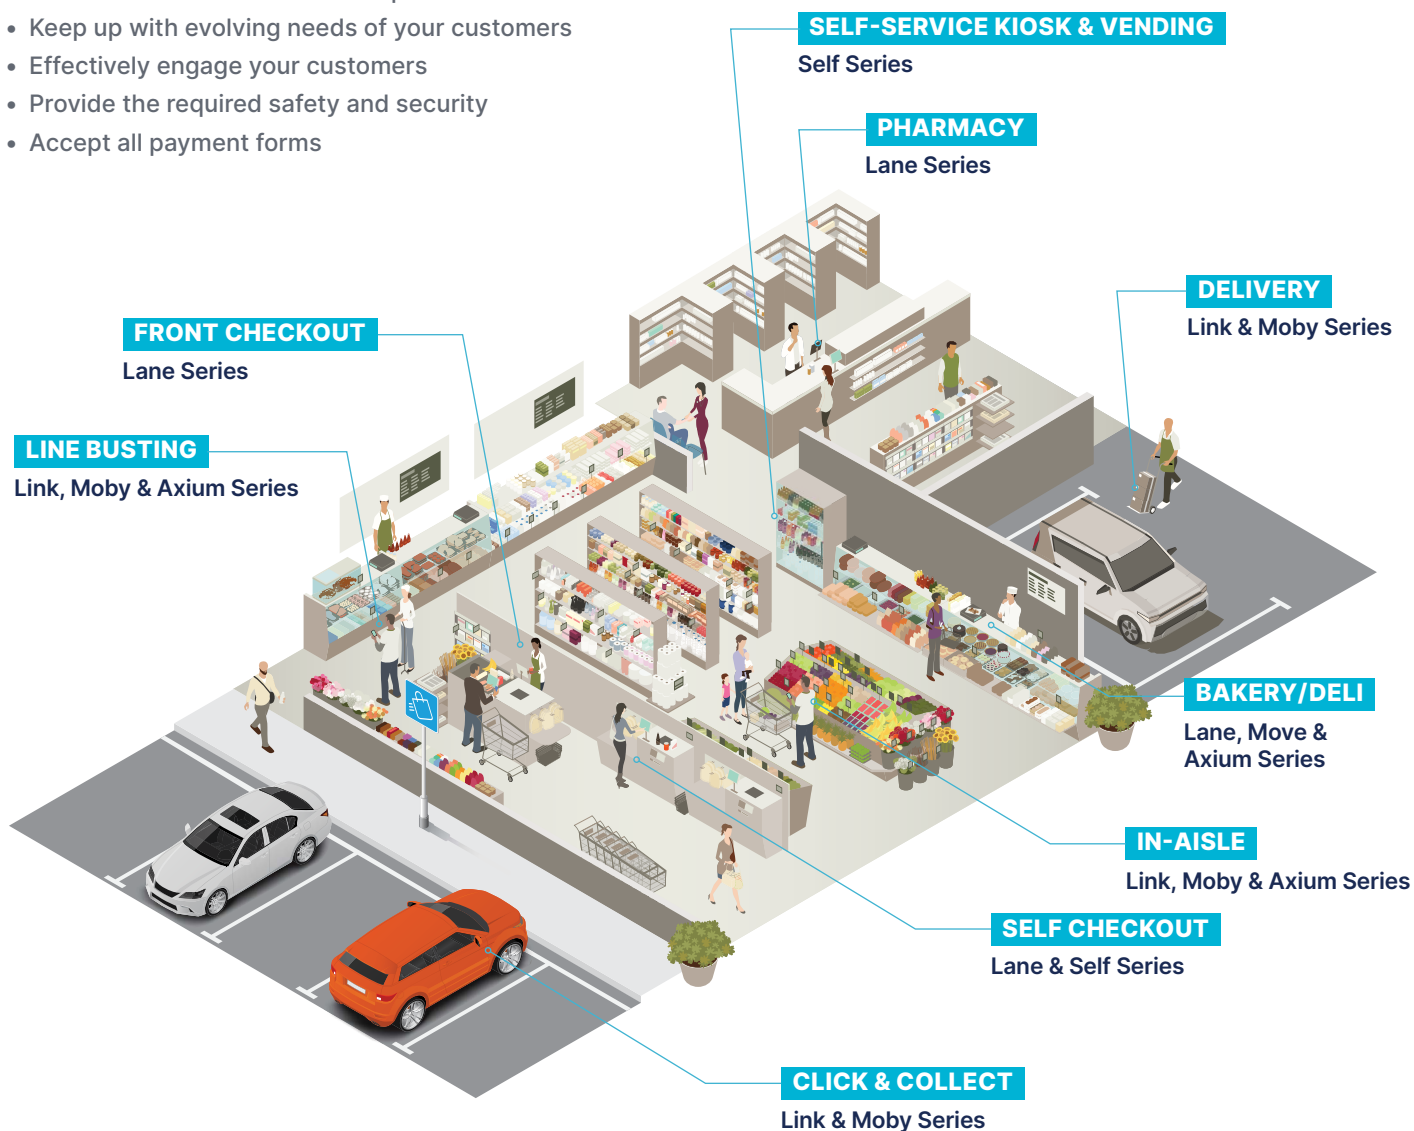 • Keep up with evolving needs of your customers
• Effectively engage your customers
• Provide the required safety and security
• Accept all payment forms
SELF-SERVICE KIOSK & VENDING
Self Series
PHARMACY
Lane Series
DELIVERY
Link & Moby Series
FRONT CHECKOUT
Lane Series
LINE BUSTING
Link, Moby & Axium Series
BAKERY/DELI
Lane, Move &
Axium Series
IN-AISLE
Link, Moby & Axium Series
SELF CHECKOUT
Lane & Self Series
CLICK & COLLECT
Link & Moby Series